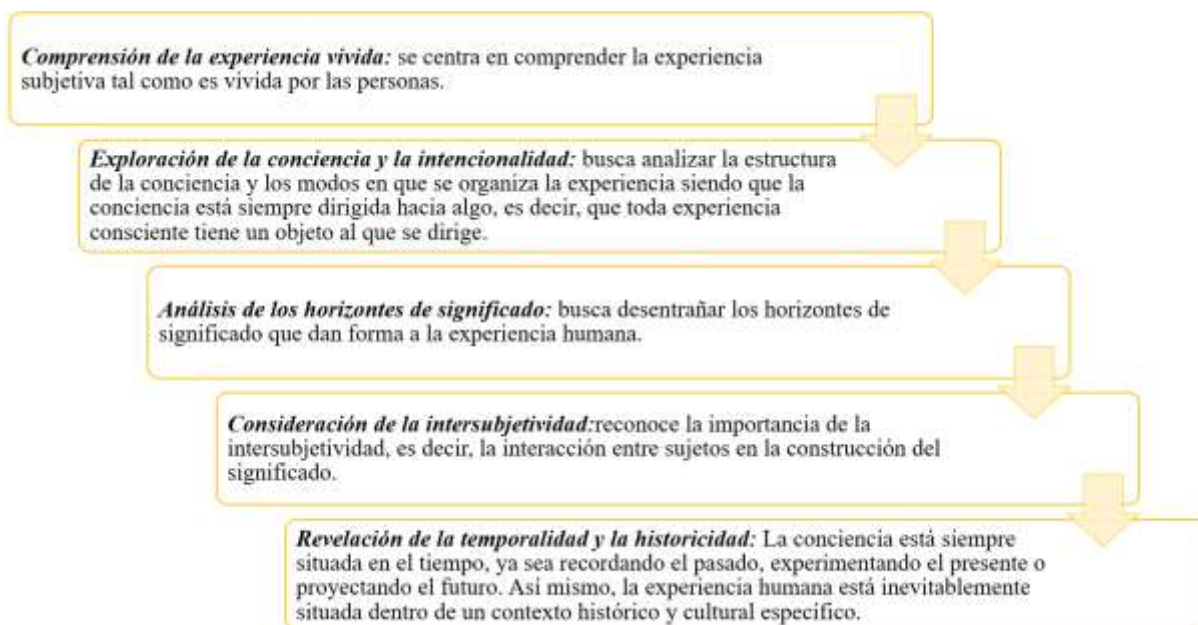 Comprensión de la experiencia vivida: se centra en comprender la experiencia
subjetiva tal como es vivida por las personas.
Exploración de la conciencia y la intencionalidad: busca analizar la estructura
de la conciencia y los modos en que se organiza la experiencia siendo que la
conciencia está siempre dirigida hacia algo, es decir, que toda experiencia
consciente tiene un objeto al que se dirige.
Análisis de los horizontes de significado: busca desentrañar los horizontes de
significado que dan forma a la experiencia humana.
Consideración de la intersubjetividad:reconoce la importancia de la
intersubjetividad, es decir, la interacción entre sujetos en la construcción del
significado.
Revelación de la temporalidad y la historicidad: La conciencia está siempre
situada en el tiempo, ya sea recordando el pasado, experimentando el presente o
proyectando el futuro. Así mismo, la experiencia humana está inevitablemente
situada dentro de un contexto histórico y cultural específico.